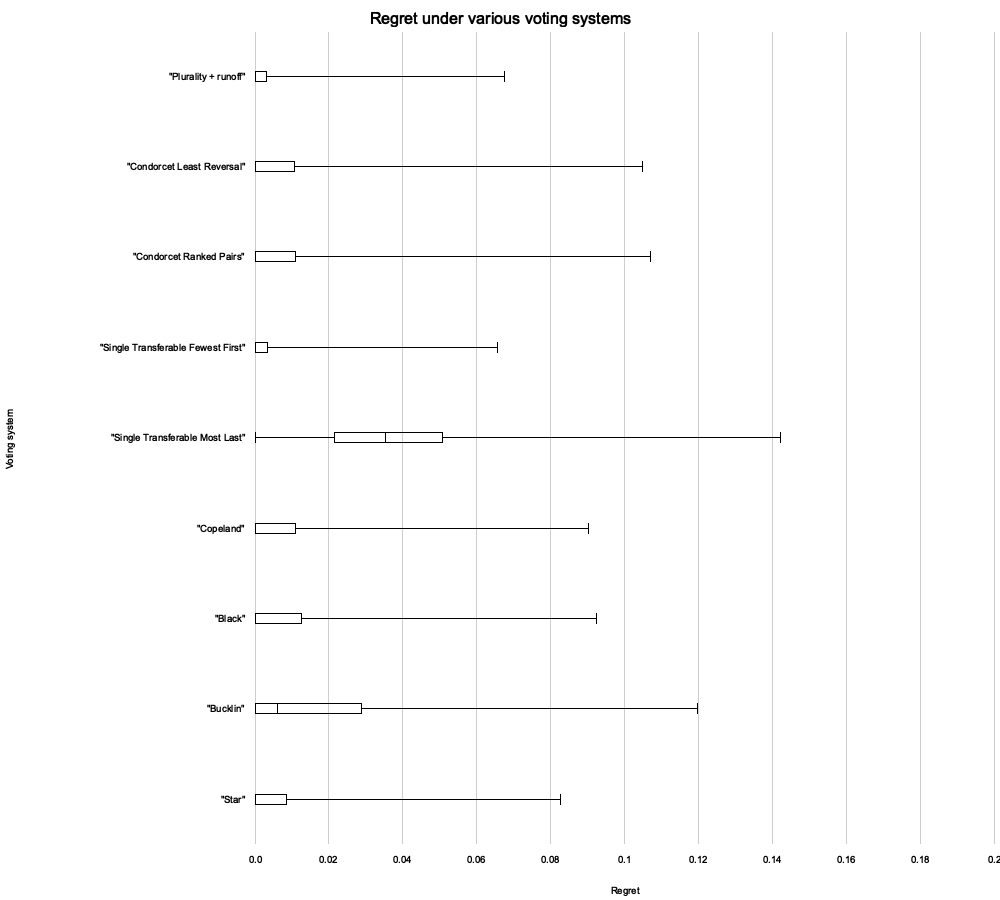 Regret under various voting systems
"Plurality + runoff"
"Condorcet Least Reversal"
"Condorcet Ranked Pairs"
"Single Transferable Fewest First"
Voting system
"Single Transferable Most Last"
"Copeland"
"Black"
"Bucklin"
"Star"
0.0 0.02 0.04 0.06 0.08 0.1 0.12 0.14 0.16 0.18 0.2
Regret